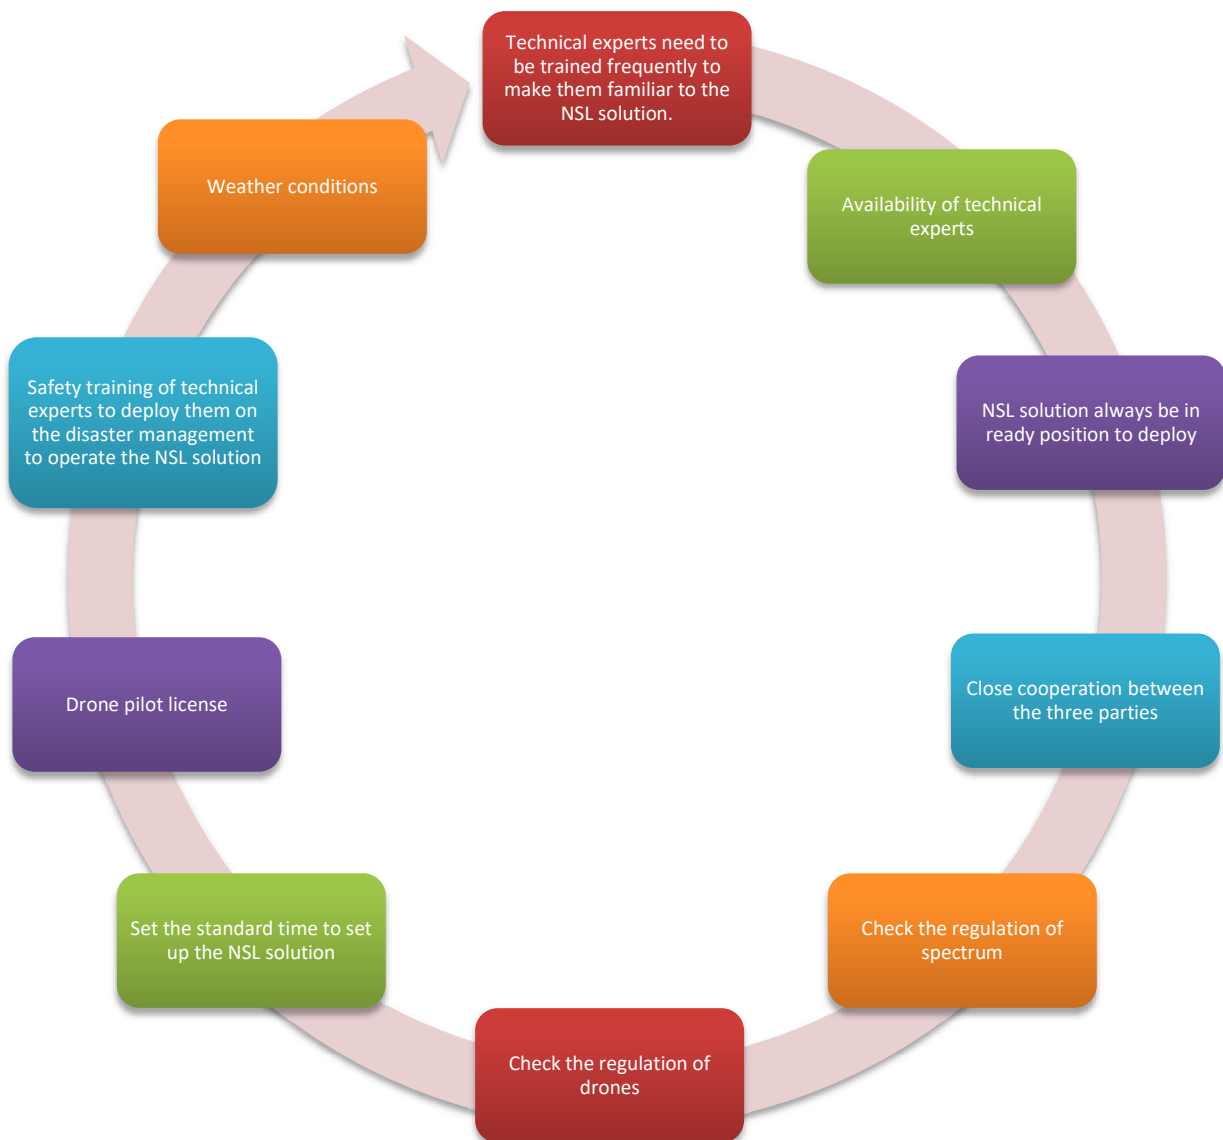 Technical experts need to
be trained frequently to
make them familiar to the
NSL solution.
Availability of technical
experts
NSL solution always be in
ready position to deploy
Close cooperation between
the three parties
Check the regulation of
spectrum
Check the regulation of
drones
Set the standard time to set
up the NSL solution
Drone pilot license
Safety training of technical
experts to deploy them on
the disaster management
to operate the NSL solution
Weather conditions